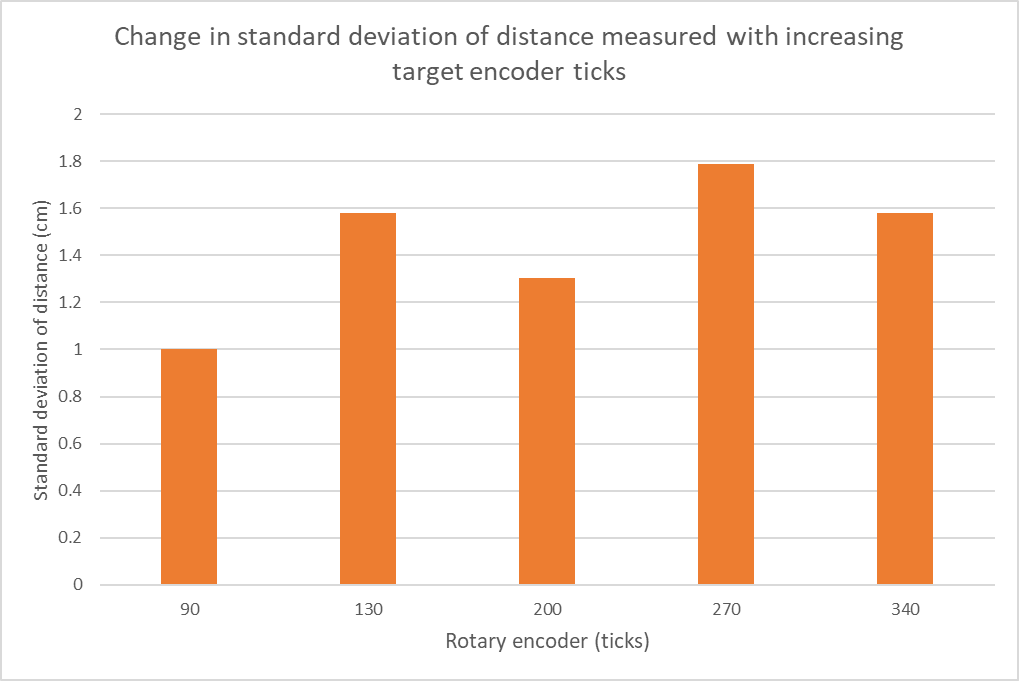 Change in standard deviation of distance measured with increasing
target encoder ticks
Standard deviation of distance (cm)
2
1.8
1.6
1.4
1.2
1
0.8
0.6
0.4
0.2
0
90 130 200 270 340
Rotary encoder (ticks)